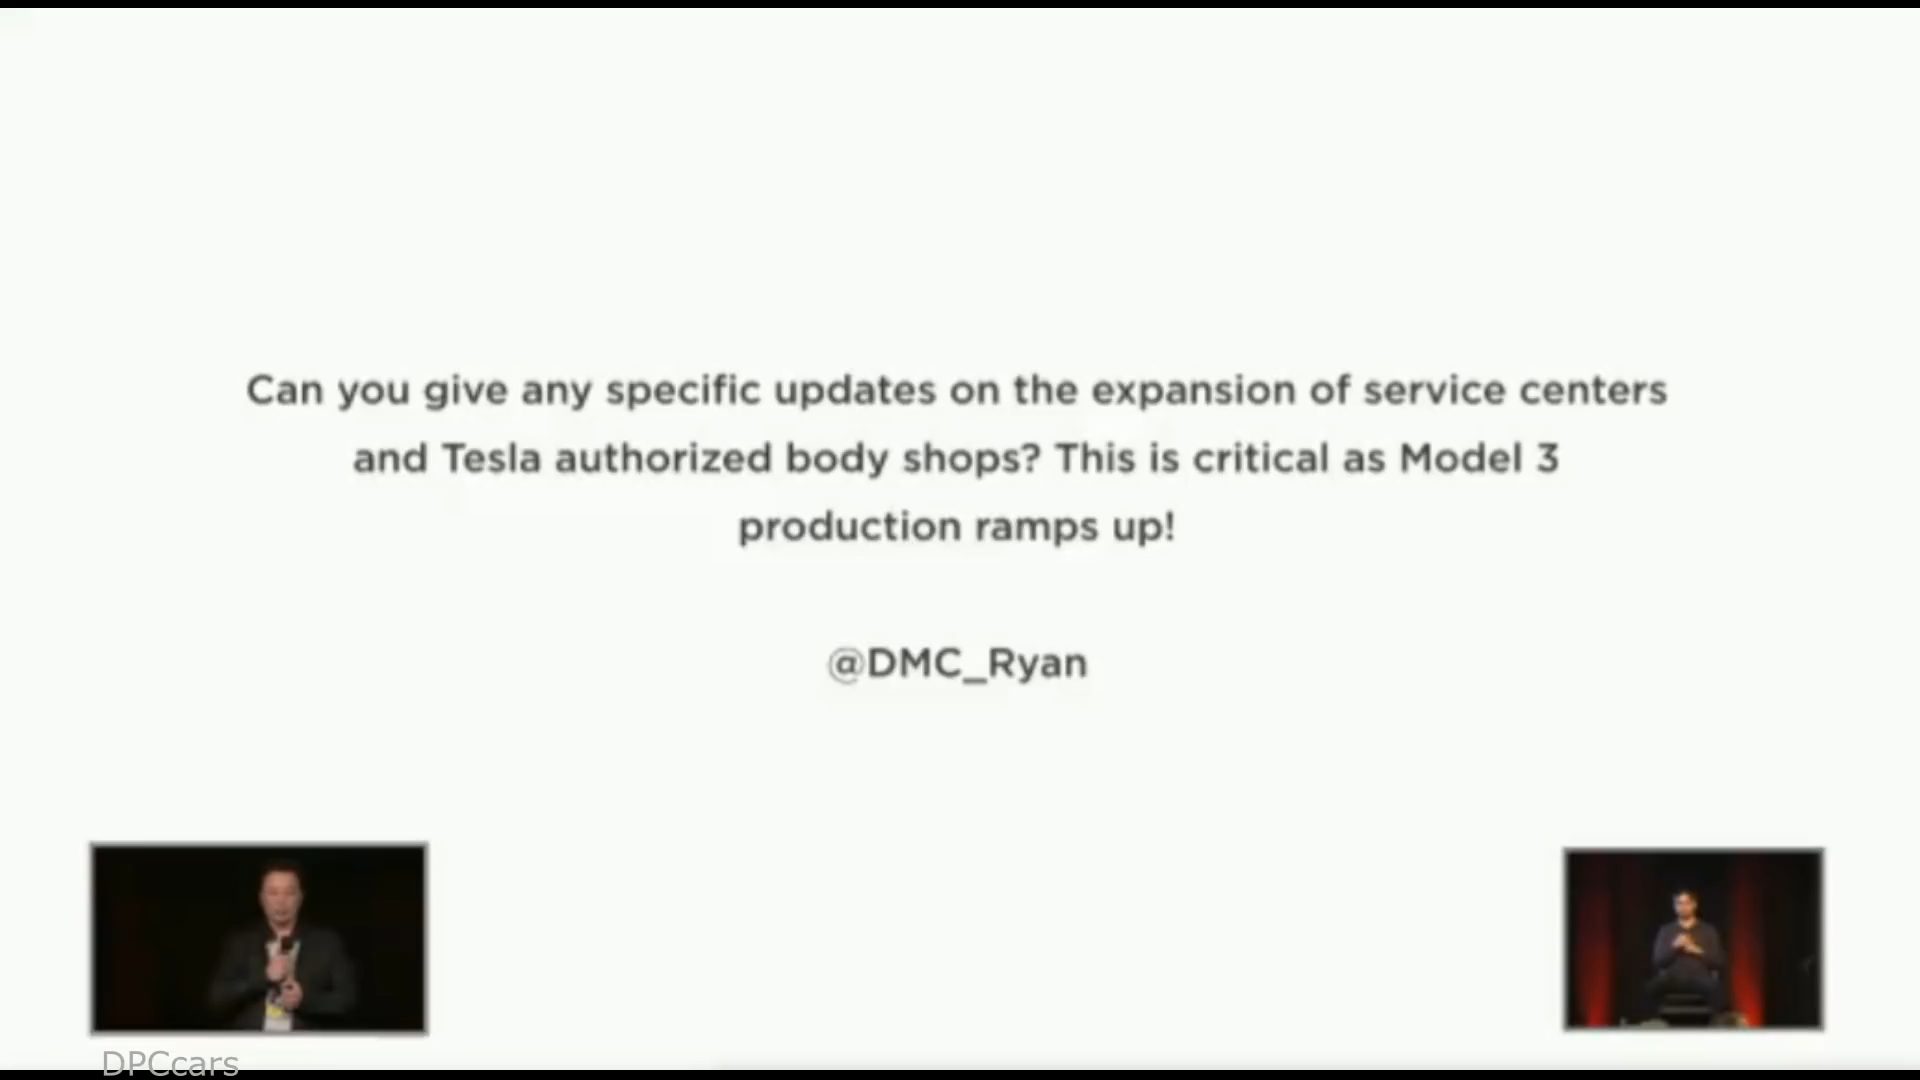 Can you give any specific updates on the expansion of service centers
and Tesla authorized body shops? This is critical as Model 3
production ramps up!
@DMC_Ryan
DPCcars